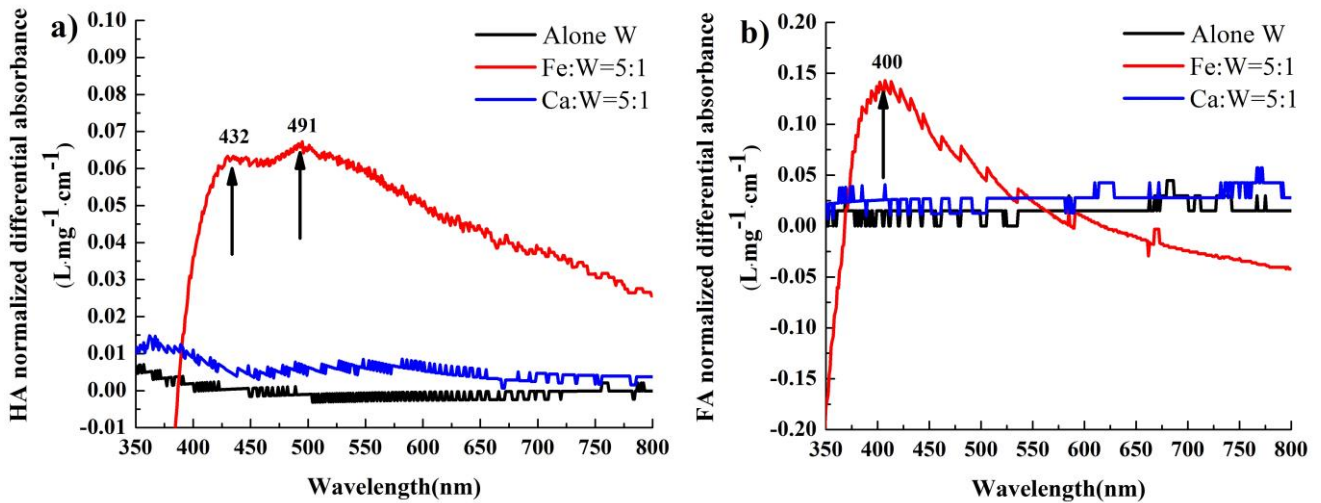 a)
HA normalized differential absorbance
(L·mg⁻¹·cm⁻¹)
0.10
0.09
0.08
0.07
0.06
0.05
0.04
0.03
0.02
0.01
0.00
-0.01
Alone W
Fe:W=5:1
Ca:W=5:1
432
491
350 400 450 500 550 600 650 700 750 800
Wavelength(nm)
b)
FA normalized differential absorbance
(L·mg⁻¹·cm⁻¹)
0.20
0.15
0.10
0.05
0.00
-0.05
-0.10
-0.15
-0.20
Alone W
Fe:W=5:1
Ca:W=5:1
400
350 400 450 500 550 600 650 700 750 800
Wavelength(nm)